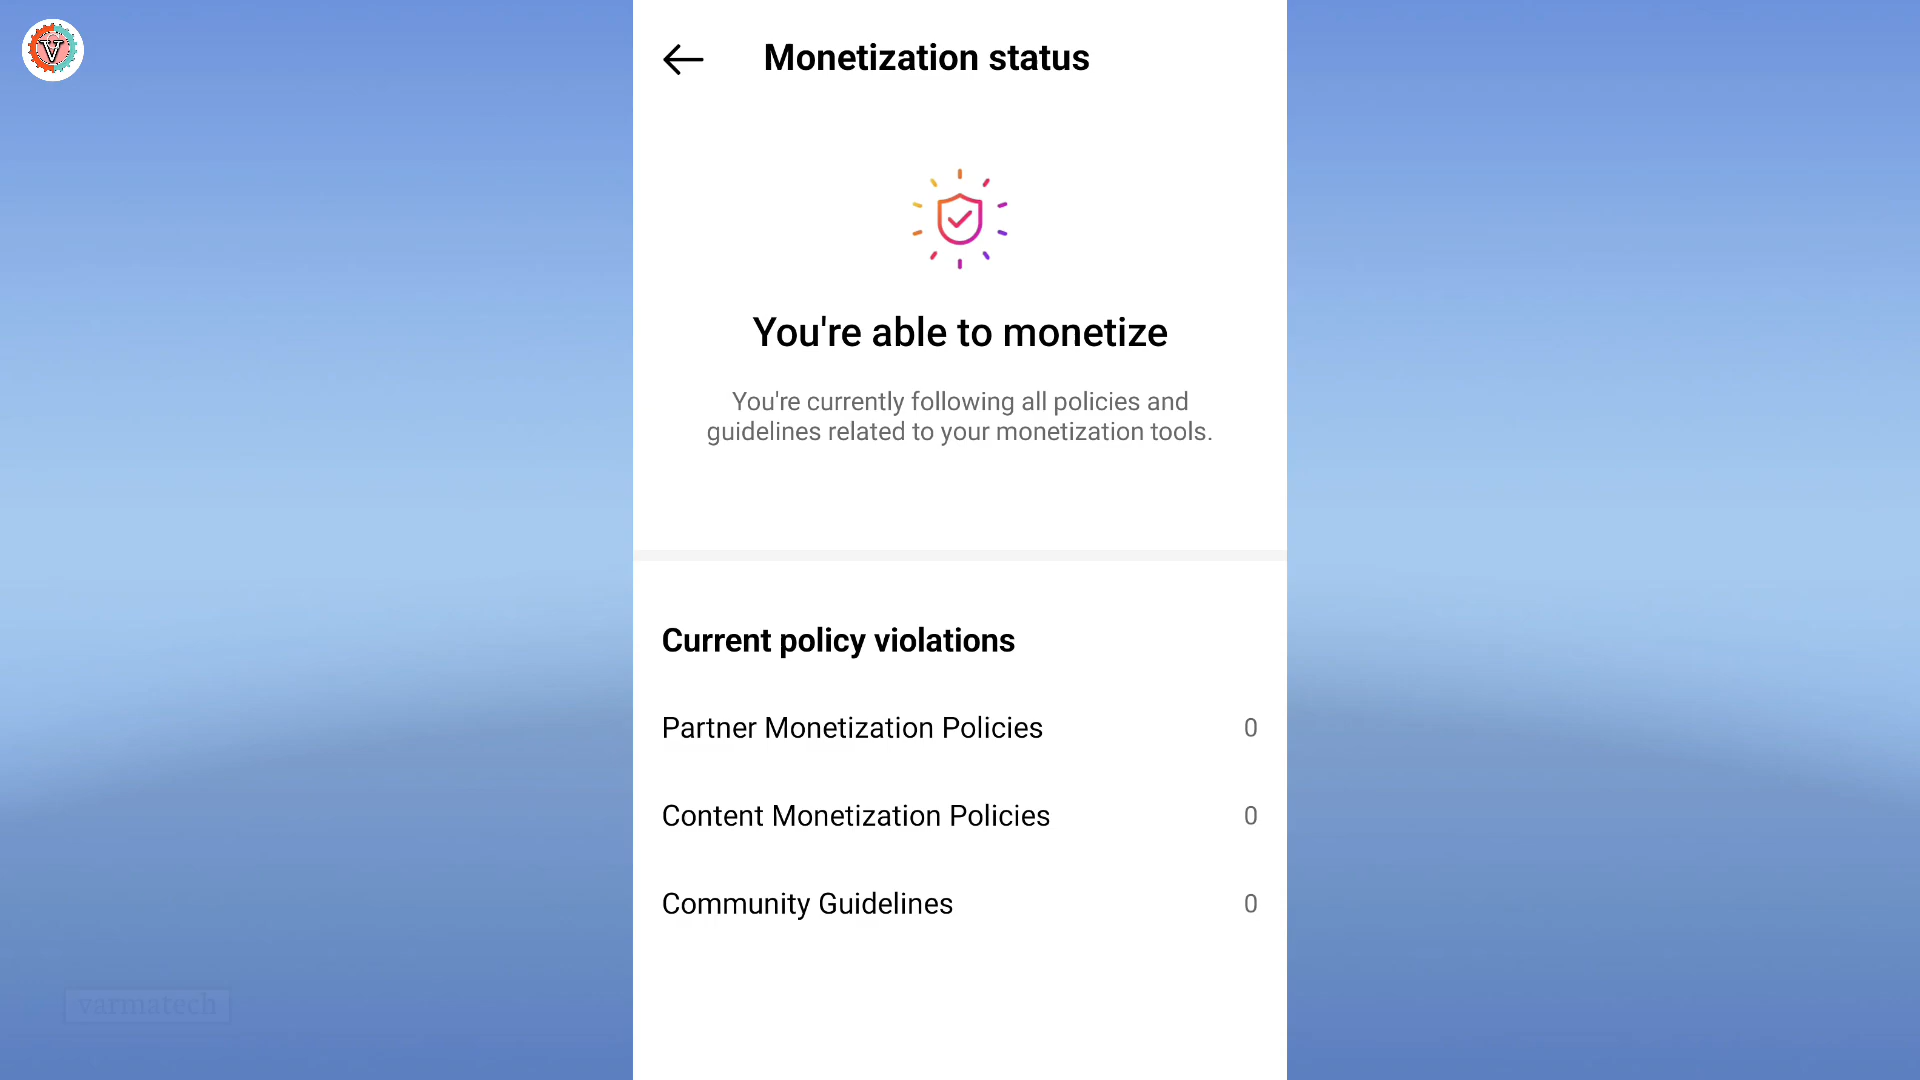 V
Monetization status
You're able to monetize
You're currently following all policies and
guidelines related to your monetization tools.
Current policy violations
Partner Monetization Policies 0
Content Monetization Policies 0
Community Guidelines 0
varmatech